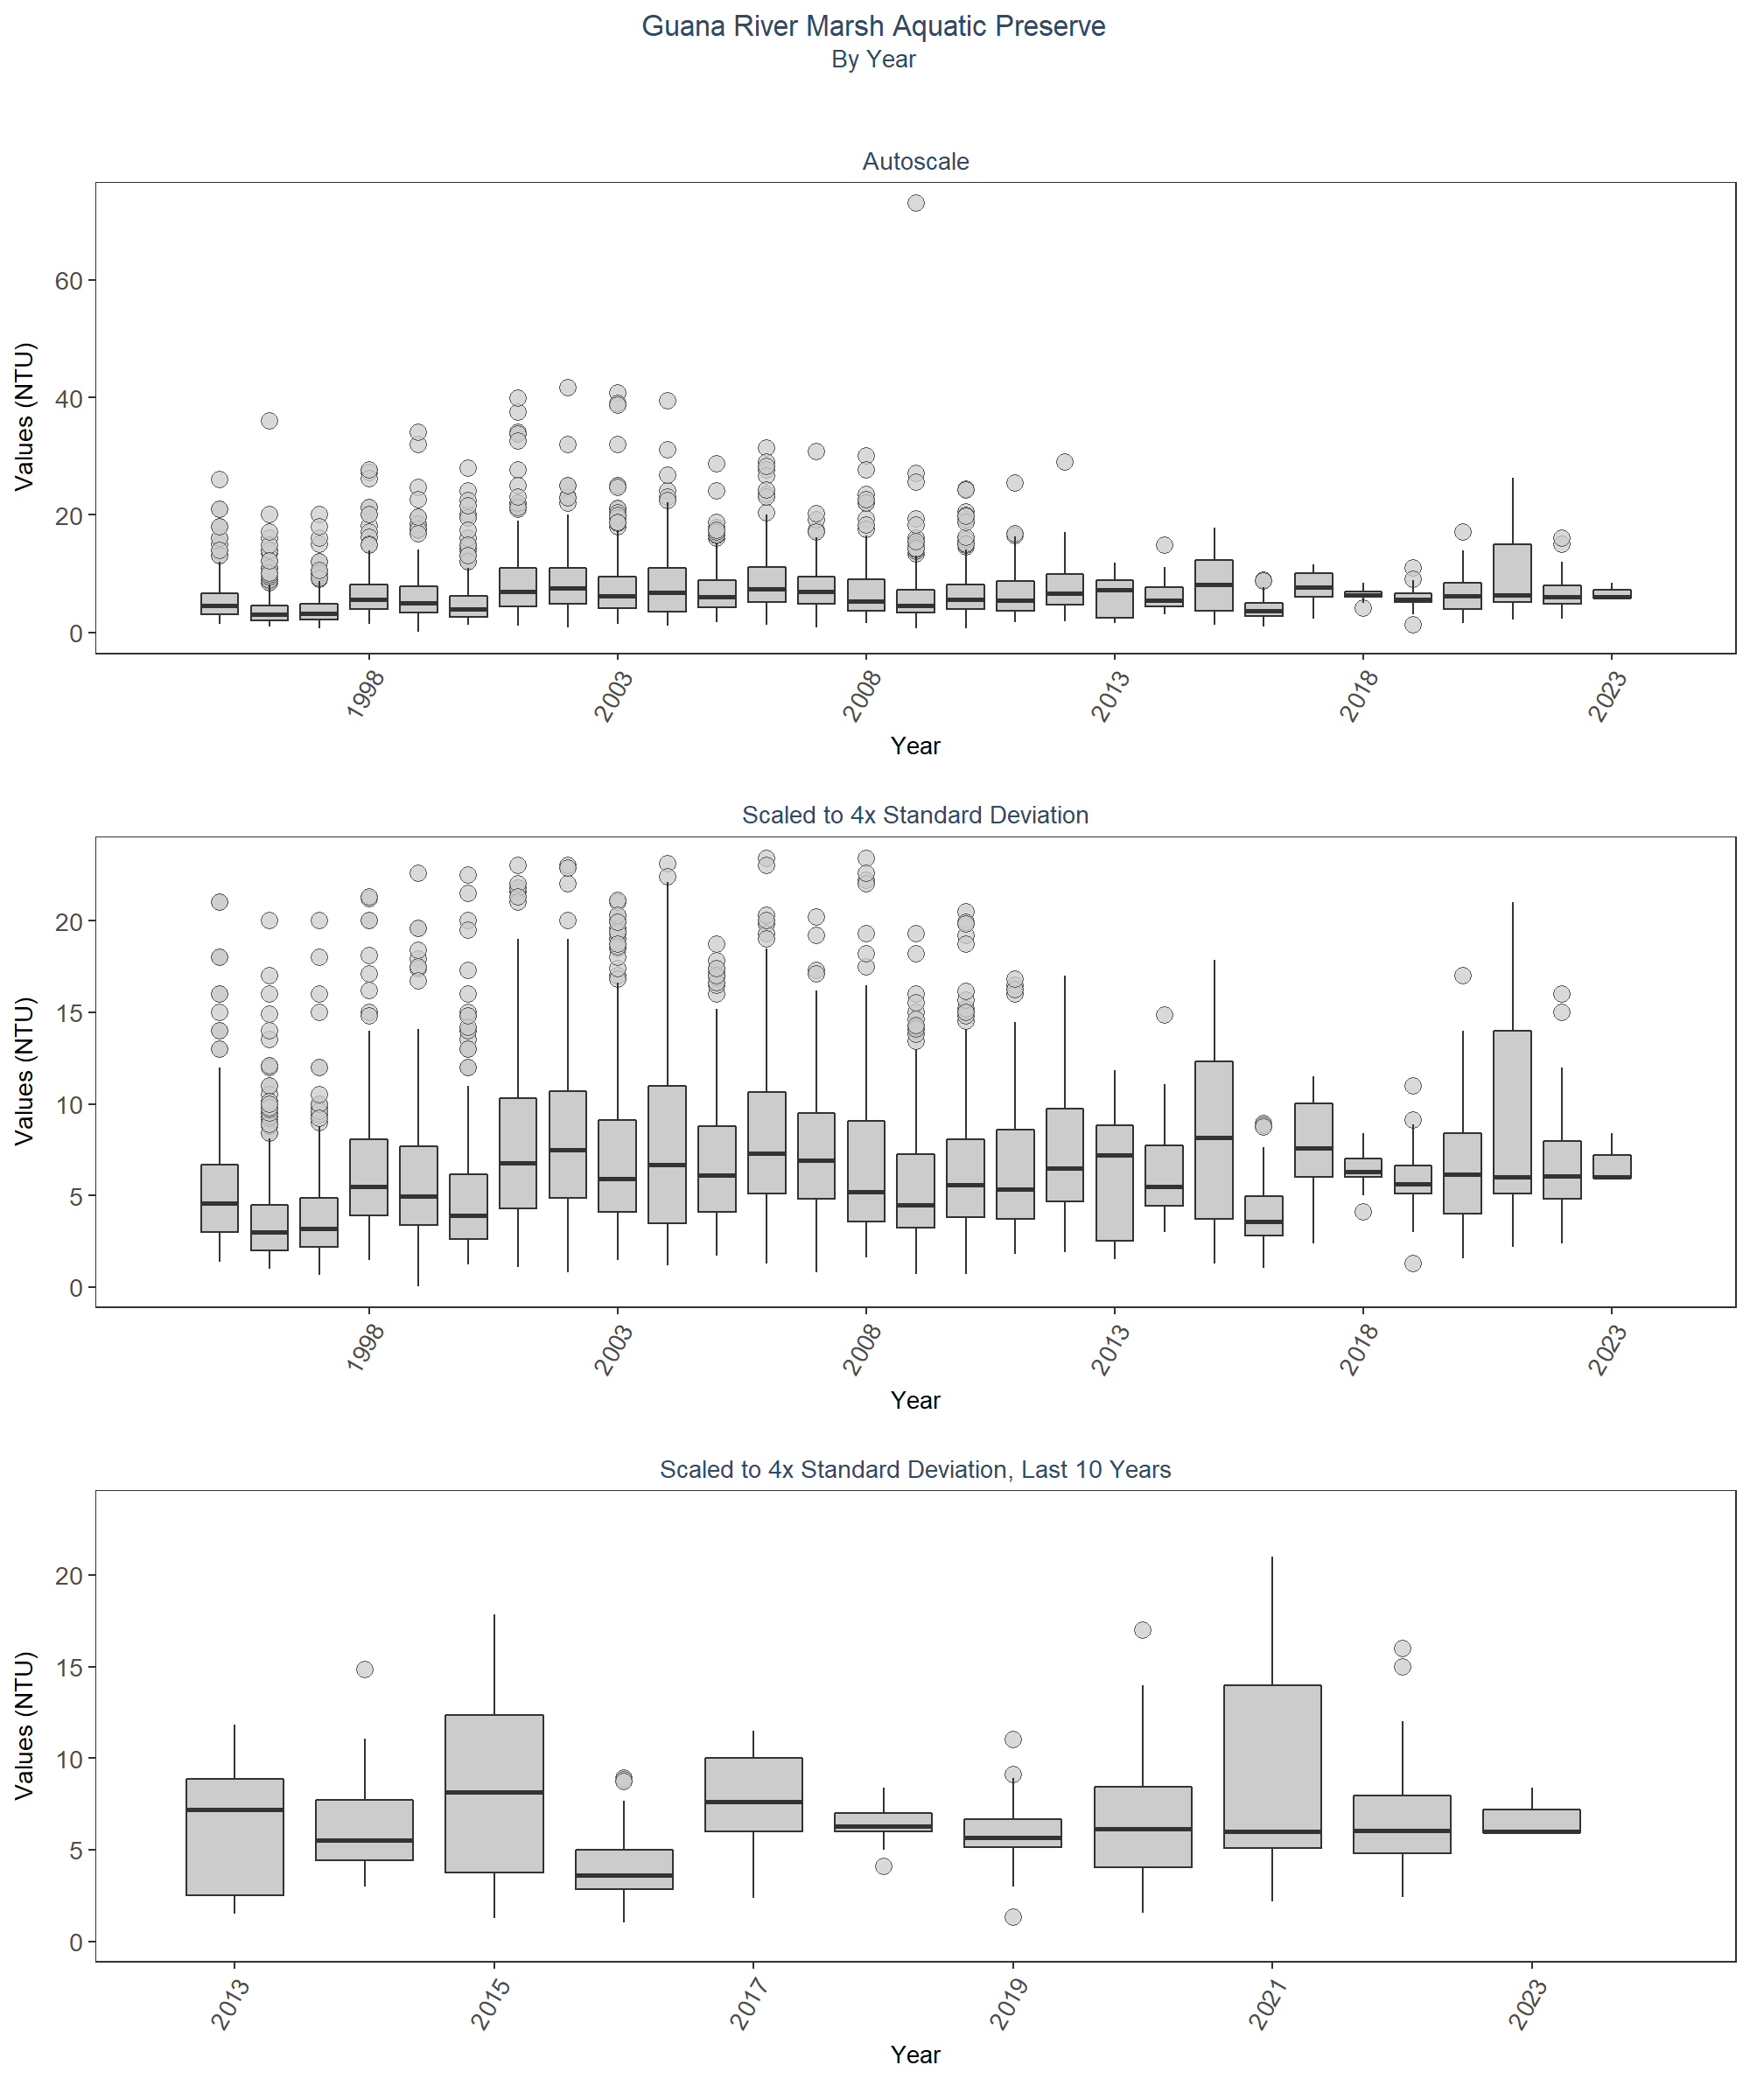 Guana River Marsh Aquatic Preserve
By Year
Autoscale
Values (NTU)
60
40
20
0
1998 2003 2008 2013 2018 2023
Year
Scaled to 4x Standard Deviation
Values (NTU)
20
15
10
5
0
1998 2003 2008 2013 2018 2023
Year
Scaled to 4x Standard Deviation, Last 10 Years
Values (NTU)
20
15
10
5
0
2013 2015 2017 2019 2021 2023
Year